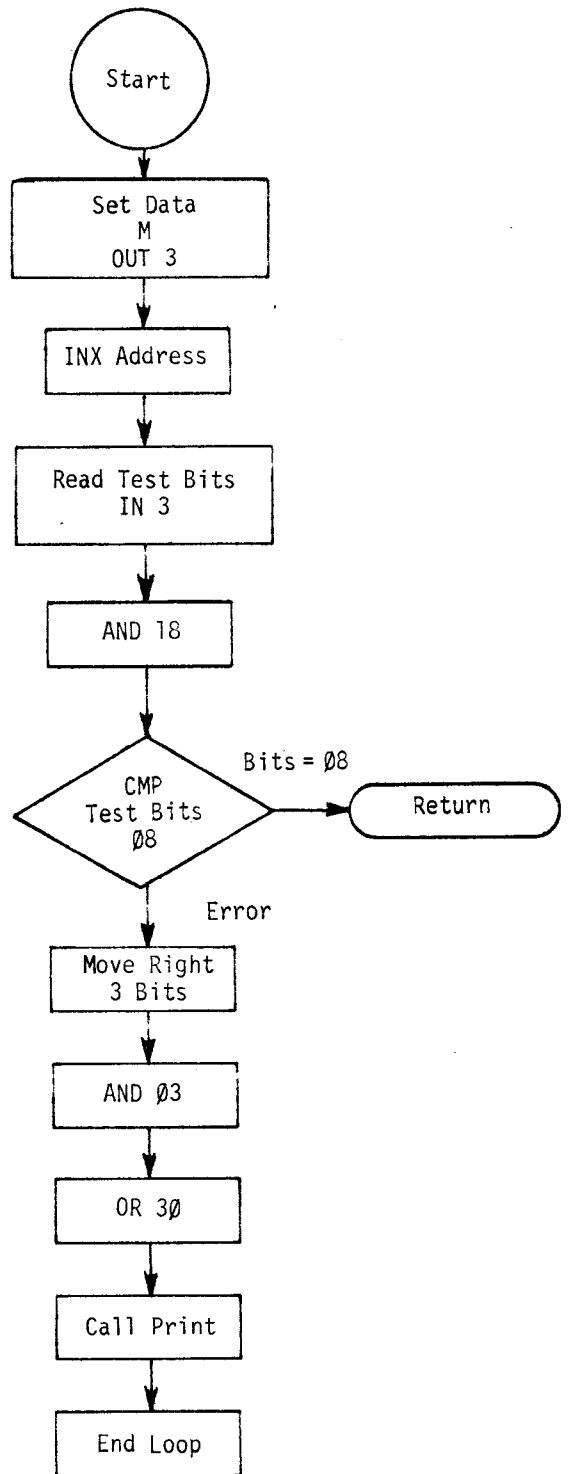 Start
Set Data
M
OUT 3
INX Address
Read Test Bits
IN 3
AND 18
CMP
Test Bits
Ø8
Bits = Ø8
Return
Error
Move Right
3 Bits
AND Ø3
OR 3Ø
Call Print
End Loop